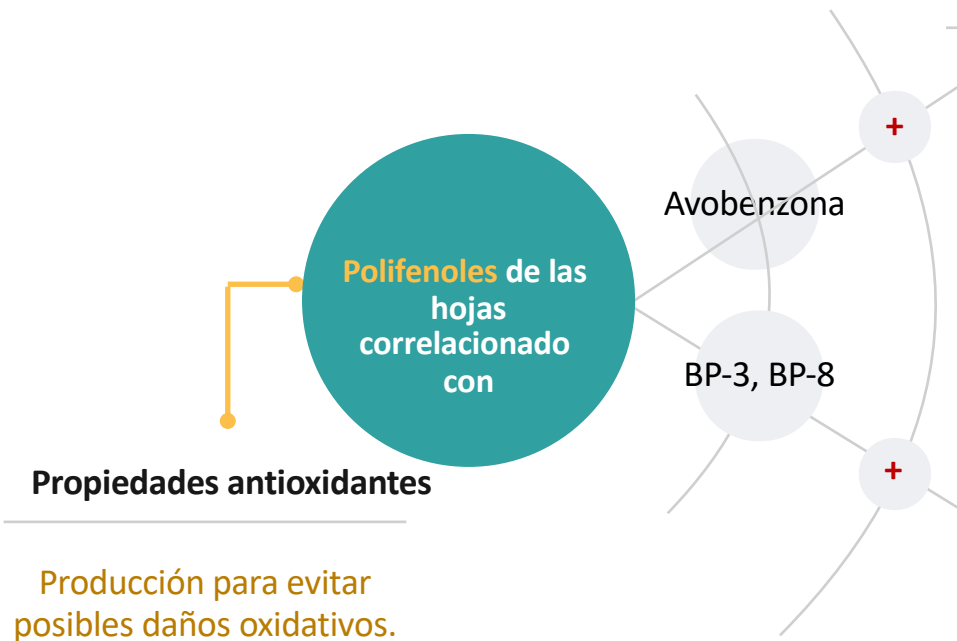 Polifenoles de las
hojas
correlacionado
con
Avobenzona
+
BP-3, BP-8
+
Propiedades antioxidantes
Producción para evitar
posibles daños oxidativos.